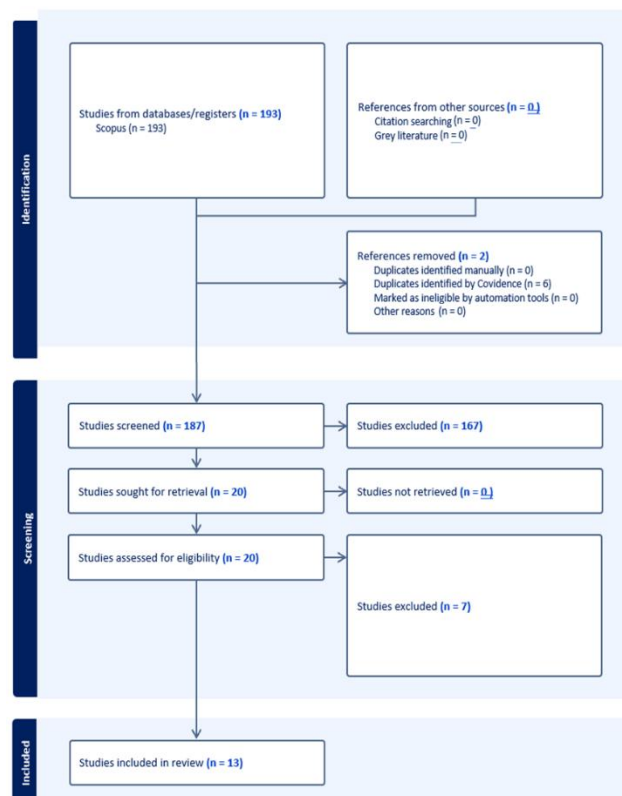 Identification
Studies from databases/registers (n = 193)
Scopus (n = 193)
References from other sources (n = 0.)
Citation searching (n = 0)
Grey literature (n = 0)
References removed (n = 2)
Duplicates identified manually (n = 0)
Duplicates identified by Covidence (n = 6)
Marked as ineligible by automation tools (n = 0)
Other reasons (n = 0)
Screening
Studies screened (n = 187)
Studies excluded (n = 167)
Studies sought for retrieval (n = 20)
Studies not retrieved (n = 0.)
Studies assessed for eligibility (n = 20)
Studies excluded (n = 7)
Included
Studies included in review (n = 13)